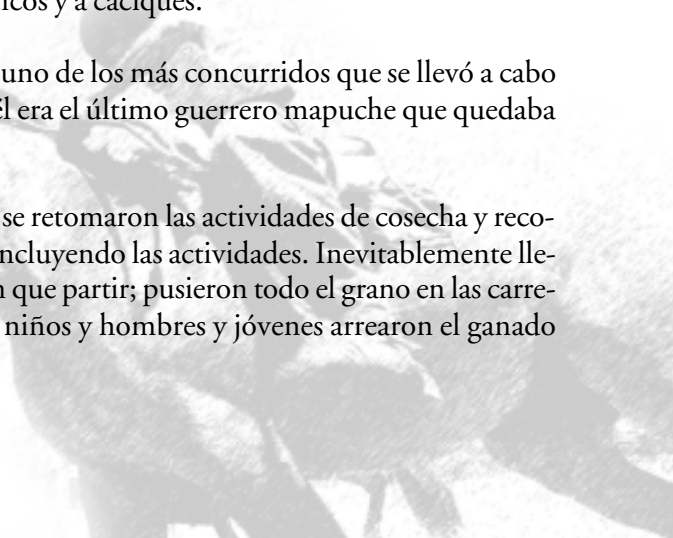 icos y a caciques.
uno de los más concurridos que se llevó a cabo
él era el último guerrero mapuche que quedaba
se retomaron las actividades de cosecha y reco-
ncluyendo las actividades. Inevitablemente lle-
n que partir; pusieron todo el grano en las carre-
niños y hombres y jóvenes arrearon el ganado